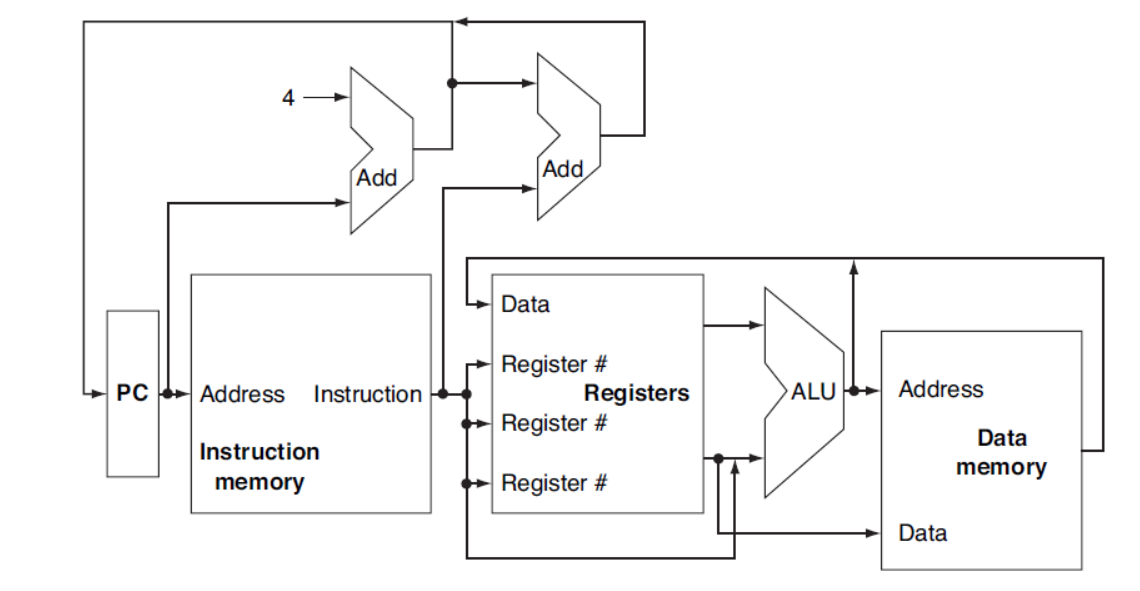 4
Add
Add
Data
Register #
PC
Address
Instruction
Registers
ALU
Address
Register #
Instruction
memory
Data
memory
Register #
Data